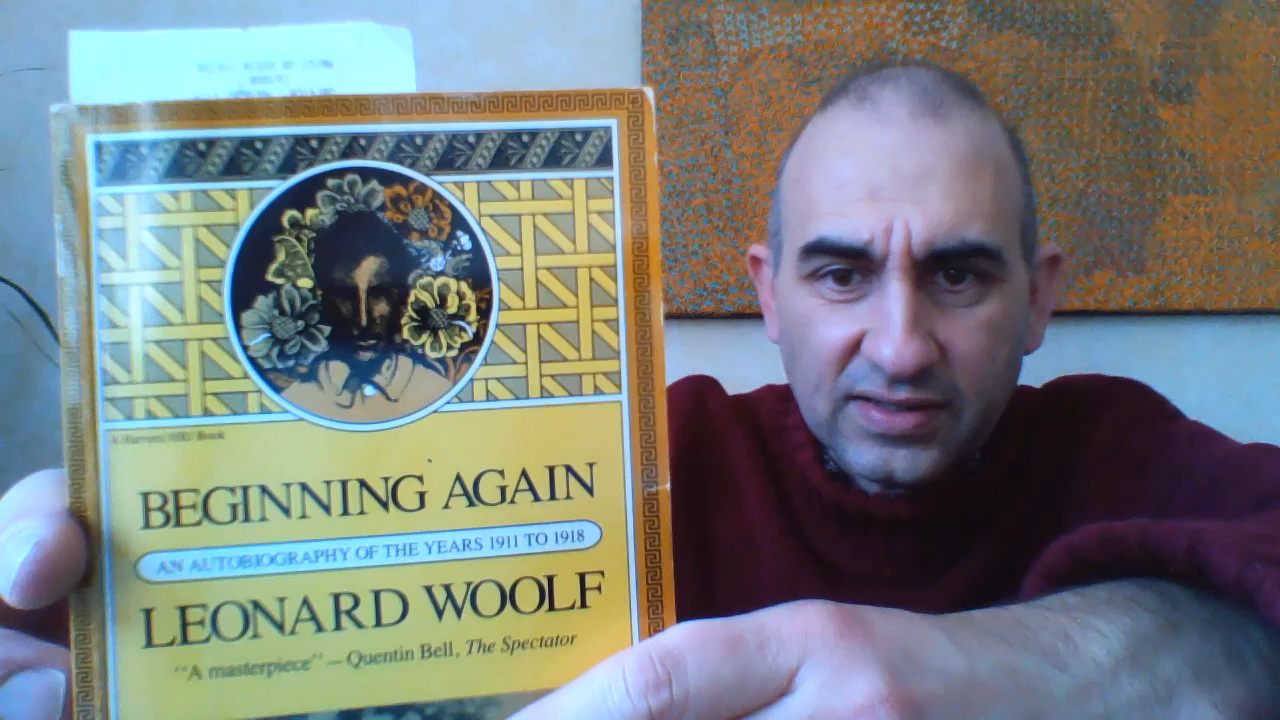 A Harvest/HBJ Book
BEGINNING AGAIN
AN AUTOBIOGRAPHY OF THE YEARS 1911 TO 1918
LEONARD WOOLF
"A masterpiece"—Quentin Bell, The Spectator